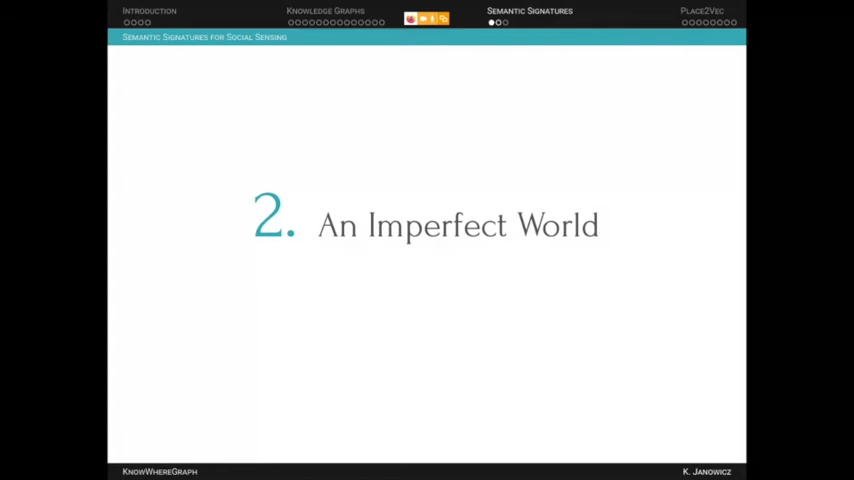 INTRODUCTION
KNOWLEDGE GRAPHS
SEMANTIC SIGNATURES
PLACE2VEC
SEMANTIC SIGNATURES FOR SOCIAL SENSING
2. An Imperfect World
KNOWWHEREGRAPH
K. JANOWICZ